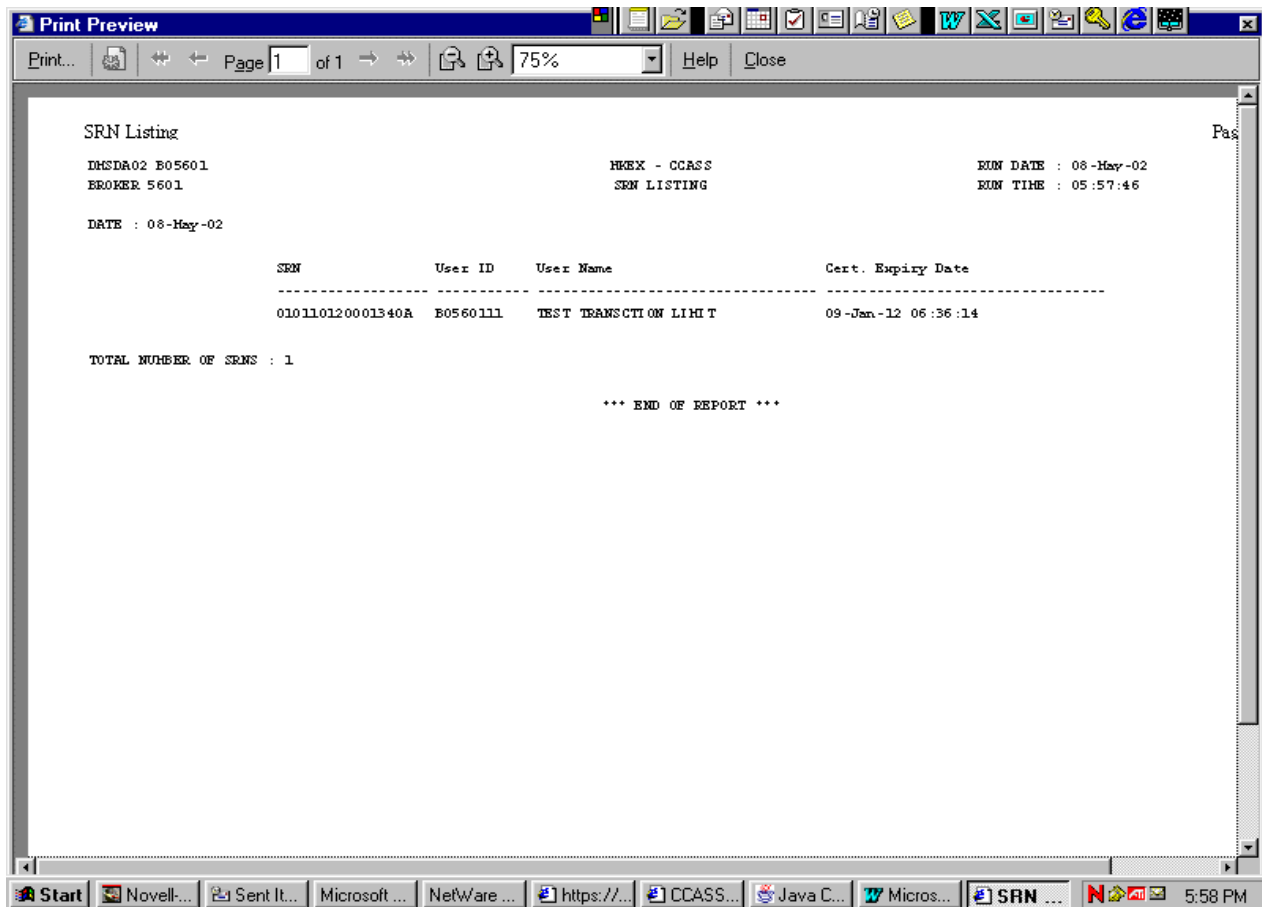 Print Preview
Print... Page 1 of 1 75% Help Close
SRN Listing Pag
DHSDA02 B05601 HKEX - CCASS RUN DATE : 08-May-02
BROKER 5601 SRN LISTING RUN TIME : 05:57:46
DATE : 08-May-02
SRN User ID User Name Cert. Expiry Date
------------------ ----------- --------------------------------- ---------------------------------
010110120001340A B0560111 TEST TRANSCTION LIMIT 09-Jan-12 06:36:14
TOTAL NUMBER OF SRNS : 1
*** END OF REPORT ***
Start Novell-... Sent It... Microsoft ... NetWare ... https://... CCASS... Java C... Micros... SRN ... 5:58 PM